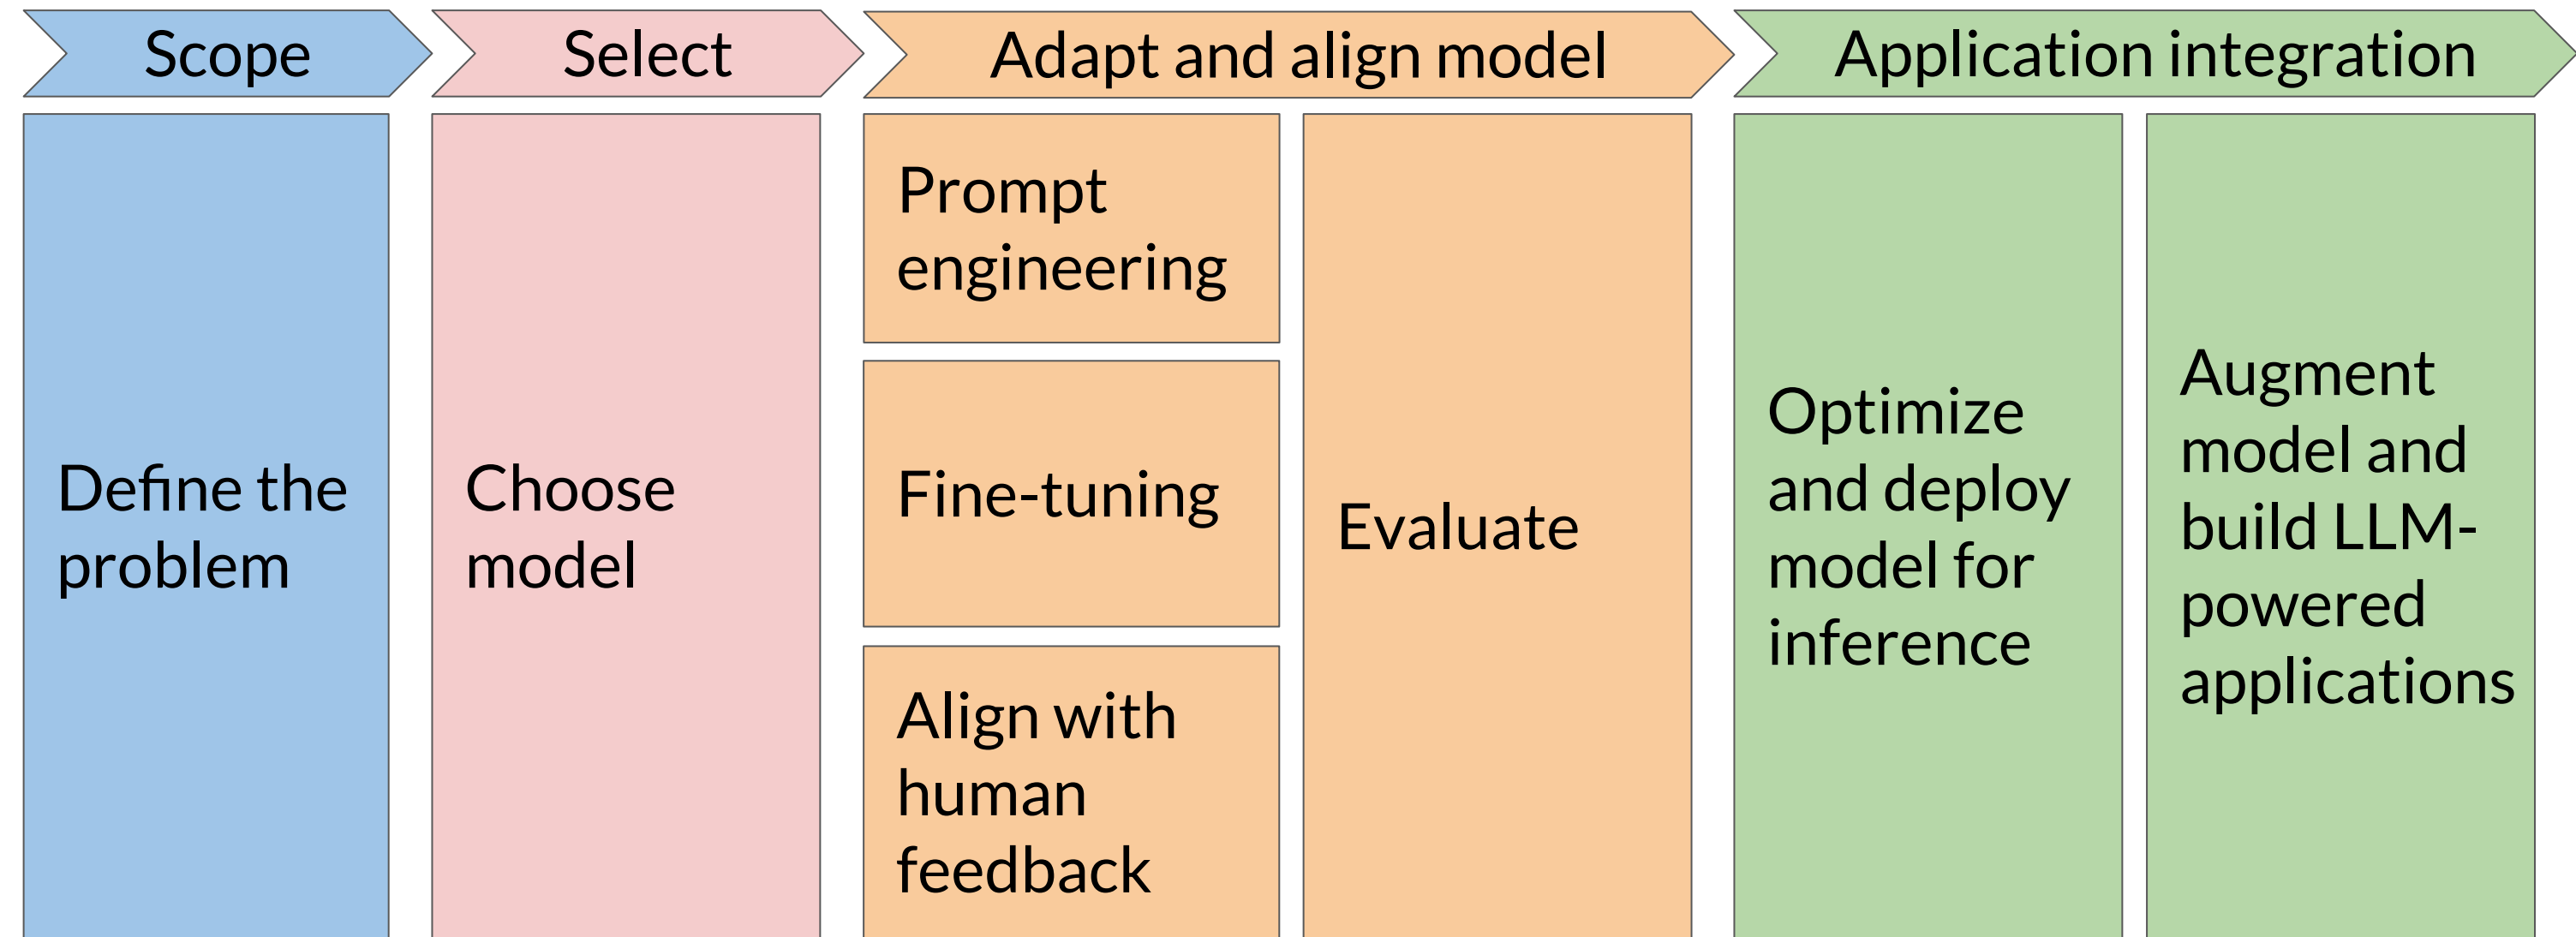 Scope
Select
Adapt and align model
Application integration
Define the
problem
Choose
model
Prompt
engineering
Fine-tuning
Align with
human
feedback
Evaluate
Optimize
and deploy
model for
inference
Augment
model and
build LLM-
powered
applications